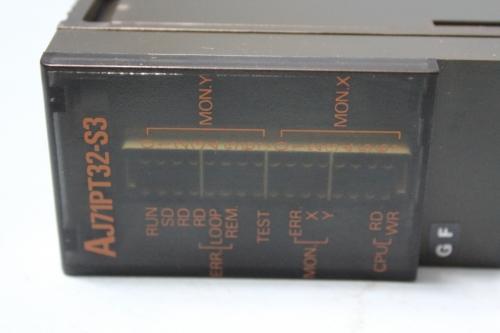 AJ71PT32-S3
MON.Y
MON.X
RUN
SD
RD
RD
ERR.
LOOP
REM.
TEST
MON.
ERR.
X
Y
CPU
RD
WR
G F